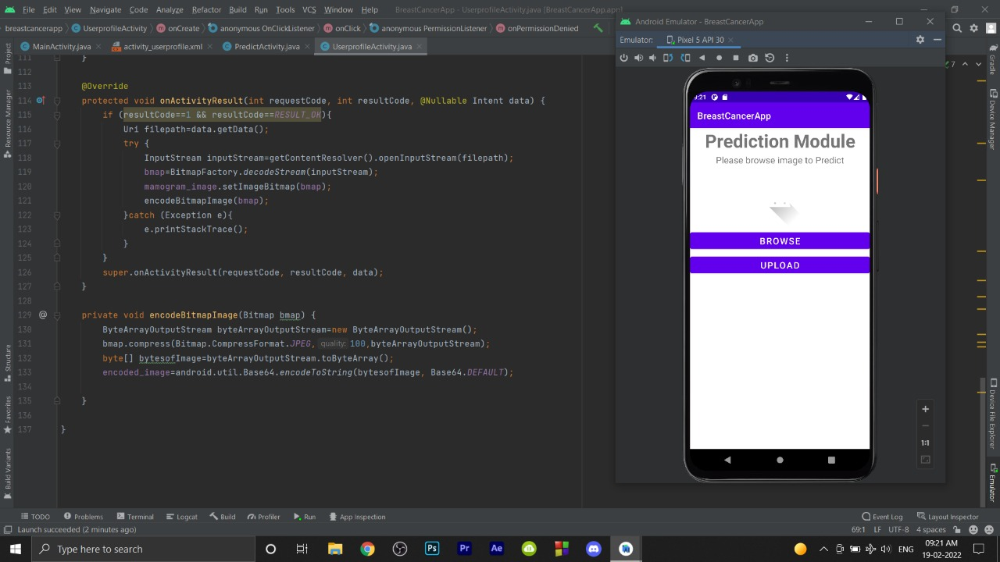 File Edit View Navigate Code Analyze Refactor Build Run Tools VCS Window Help BreastCancerApp - UserprofileActivity.java [BreastCancerApp.app]
breastcancerapp UserprofileActivity onCreate anonymous OnClickListener onClick anonymous PermissionListener onPermissionDenied
MainActivity.java activity_userprofile.xml PredictActivity.java UserprofileActivity.java
Project
Resource Manager
Structure
Favorites
Build Variants
111 }
112
113 @Override
114 protected void onActivityResult(int requestCode, int resultCode, @Nullable Intent data) {
115 if (resultCode==1 && resultCode==RESULT_OK){
116 Uri filepath=data.getData();
117 try {
118 InputStream inputStream=getContentResolver().openInputStream(filepath);
119 bmap=BitmapFactory.decodeStream(inputStream);
120 mamogram_image.setImageBitmap(bmap);
121 encodeBitmapImage(bmap);
122 }catch (Exception e){
123 e.printStackTrace();
124 }
125 }
126 super.onActivityResult(requestCode, resultCode, data);
127 }
128
129 @ private void encodeBitmapImage(Bitmap bmap) {
130 ByteArrayOutputStream byteArrayOutputStream=new ByteArrayOutputStream();
131 bmap.compress(Bitmap.CompressFormat.JPEG, quality: 100,byteArrayOutputStream);
132 byte[] bytesofImage=byteArrayOutputStream.toByteArray();
133 encoded_image=android.util.Base64.encodeToString(bytesofImage, Base64.DEFAULT);
134
135 }
136
137 }
Android Emulator - BreastCancerApp
Emulator: Pixel 5 API 30
7
9:21
BreastCancerApp
Prediction Module
Please browse image to Predict
BROWSE
UPLOAD
1:1
Gradle
Device Manager
Device File Explorer
Emulator
TODO Problems Terminal Logcat Build Profiler Run App Inspection Event Log Layout Inspector
Launch succeeded (2 minutes ago) 69:1 LF UTF-8 4 spaces
Type here to search Ps Pr Ae ENG 09:21 AM
19-02-2022